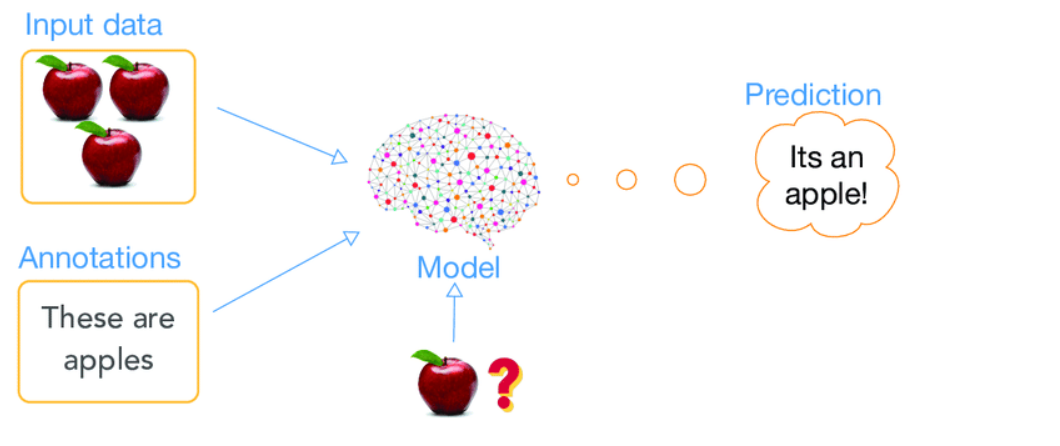 Input data
Annotations
These are
apples
Model
?
Prediction
Its an
apple!